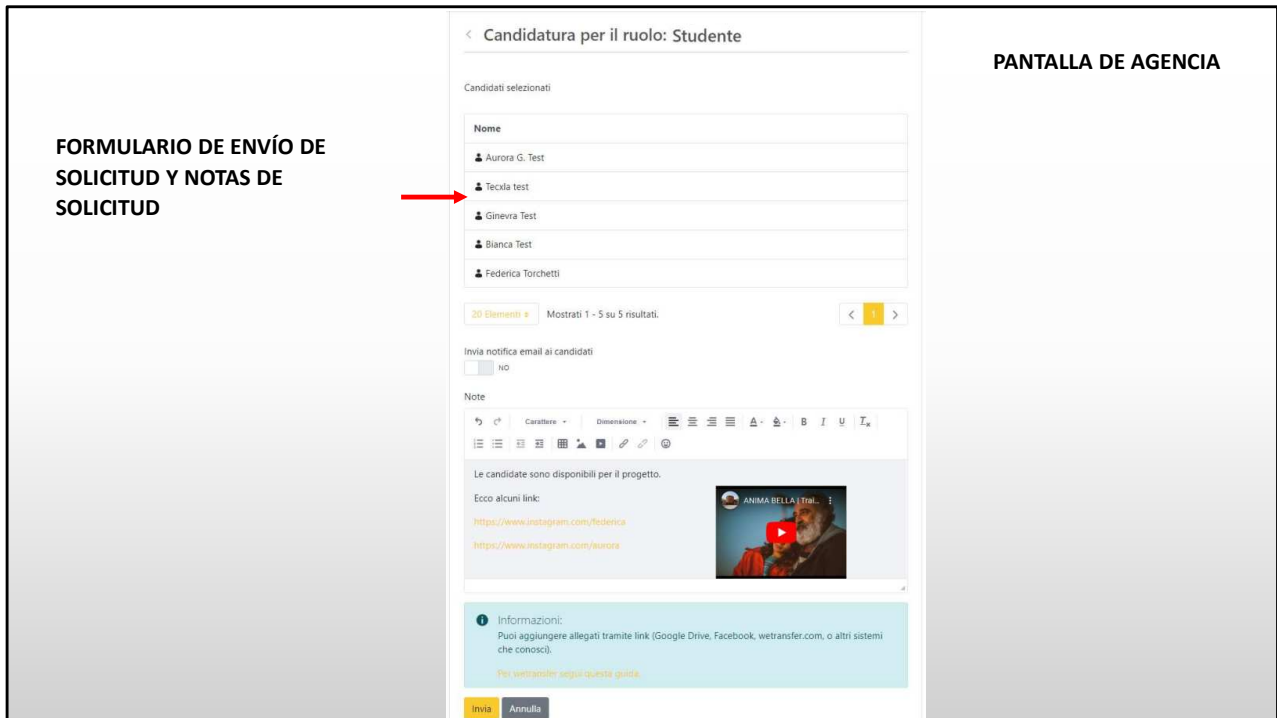 Candidatura per il ruolo: Studente
PANTALLA DE AGENCIA
Candidati selezionati
FORMULARIO DE ENVÍO DE
SOLICITUD Y NOTAS DE
SOLICITUD
Nome
Aurora G. Test
Tecxla test
Ginevra Test
Bianca Test
Federica Torchetti
20 Elementi
Mostrati 1 - 5 su 5 risultati.
1
Invia notifica email ai candidati
NO
Note
Carattere
Dimensione
A
B I U Tx
Le candidate sono disponibili per il progetto.
Ecco alcuni link:
https://www.instagram.com/federica
https://www.instagram.com/aurora
ANIMA BELLA | Trai...
Informazioni:
Puoi aggiungere allegati tramite link (Google Drive, Facebook, wetransfer.com, o altri sistemi
che conosci).
Per wetransfer segui questa guida.
Invia
Annulla